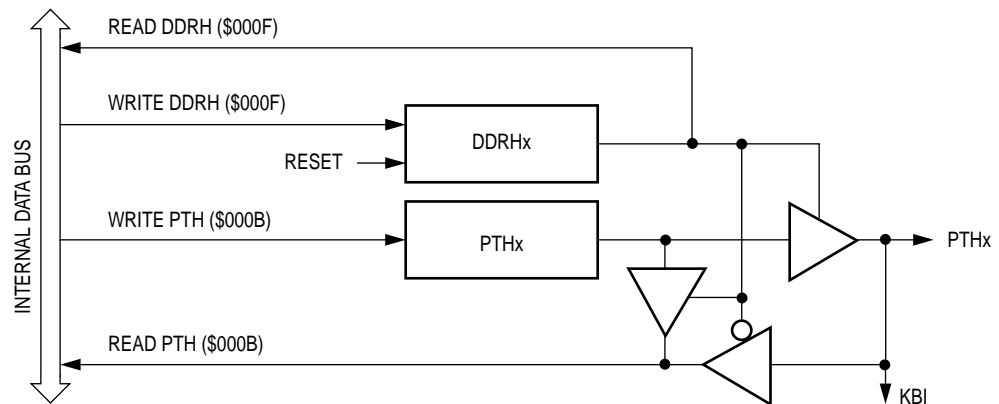 READ DDRH ($000F)
WRITE DDRH ($000F)
DDRHx
RESET
INTERNAL DATA BUS
WRITE PTH ($000B)
PTHx
PTHx
READ PTH ($000B)
KBI